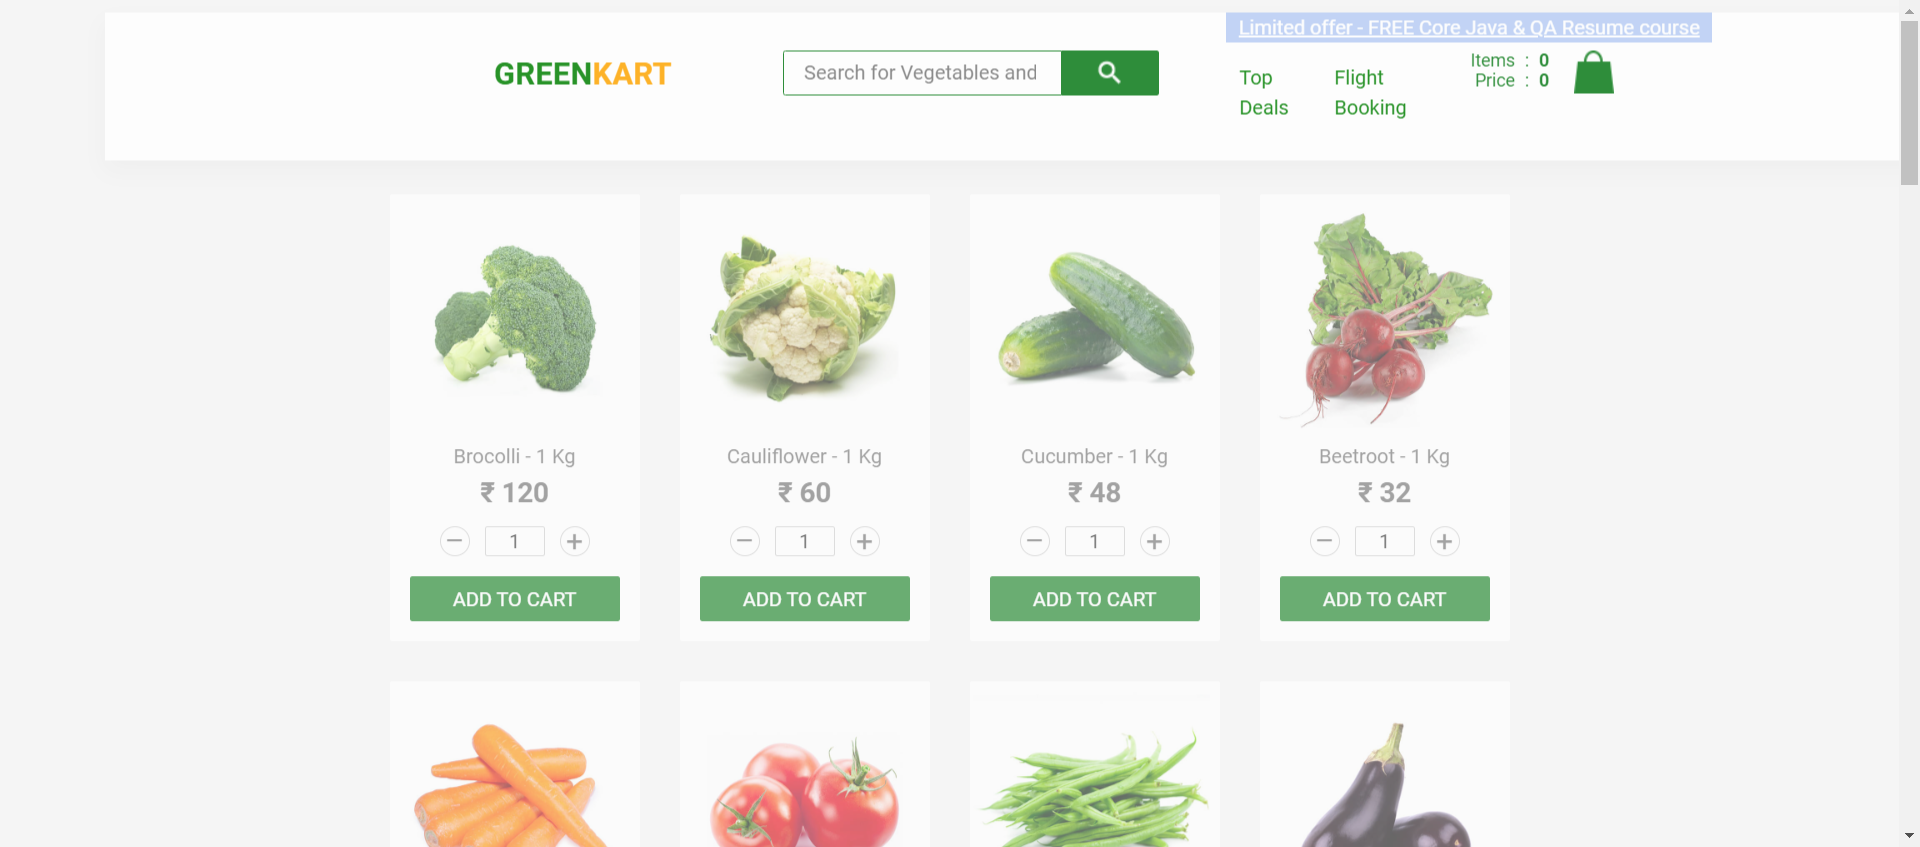 Limited offer - FREE Core Java & QA Resume course
GREENKART
Search for Vegetables and
Top
Deals
Flight
Booking
Items : 0
Price : 0
Brocolli - 1 Kg
₹ 120
1
ADD TO CART
Cauliflower - 1 Kg
₹ 60
1
ADD TO CART
Cucumber - 1 Kg
₹ 48
1
ADD TO CART
Beetroot - 1 Kg
₹ 32
1
ADD TO CART